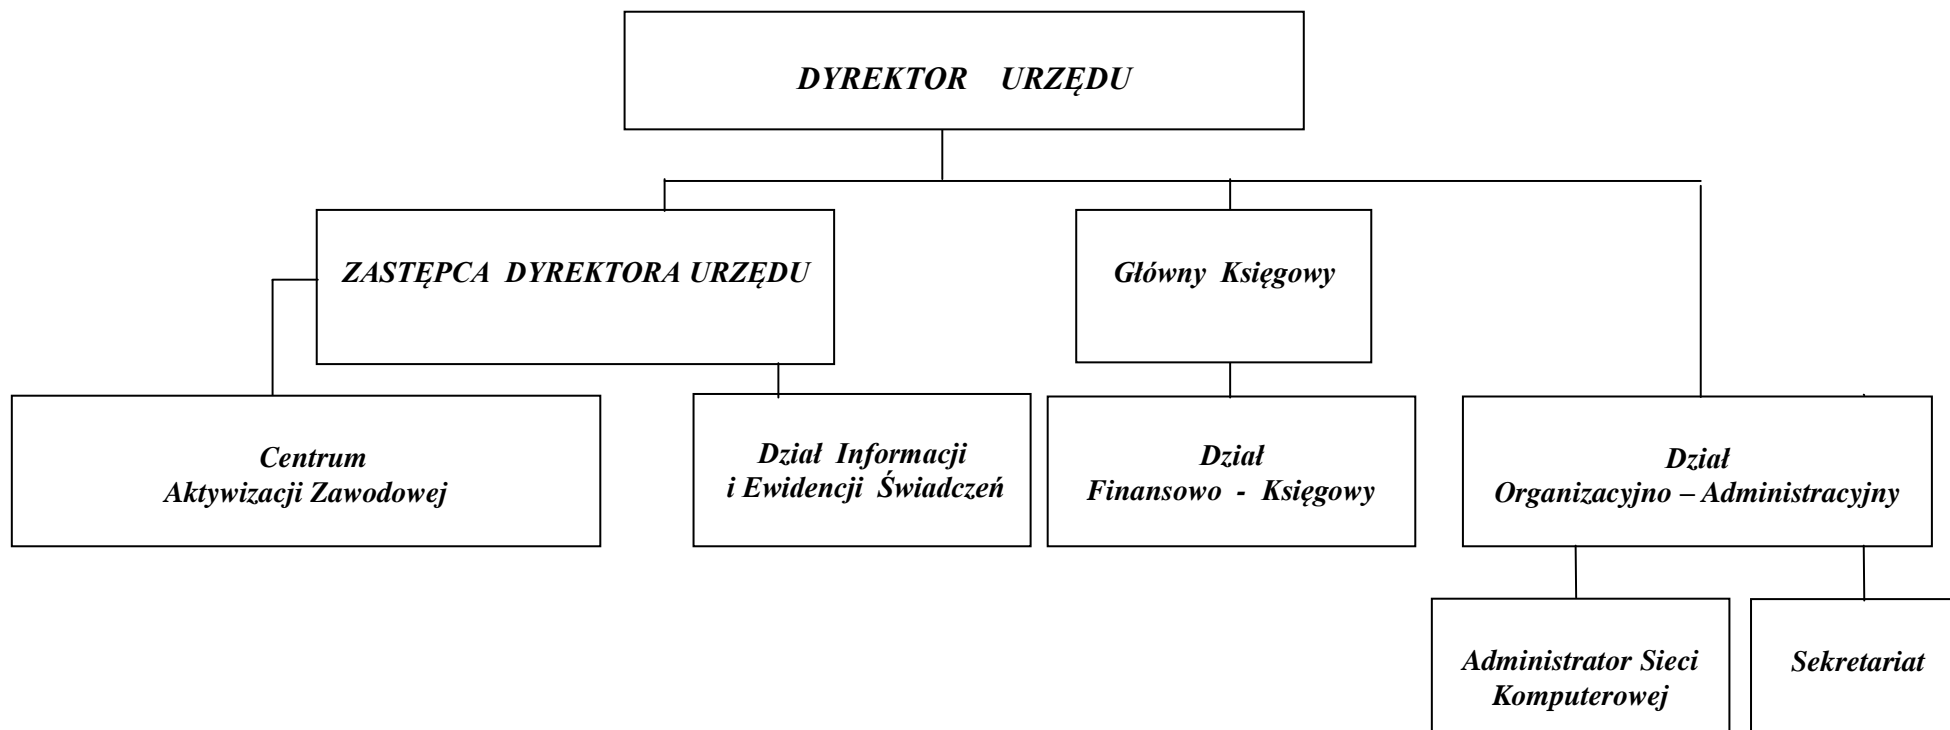 DYREKTOR URZĘDU
ZASTĘPCA DYREKTORA URZĘDU
Główny Księgowy
Centrum
Aktywizacji Zawodowej
Dział Informacji
i Ewidencji Świadczeń
Dział
Finansowo - Księgowy
Dział
Organizacyjno – Administracyjny
Administrator Sieci
Komputerowej
Sekretariat